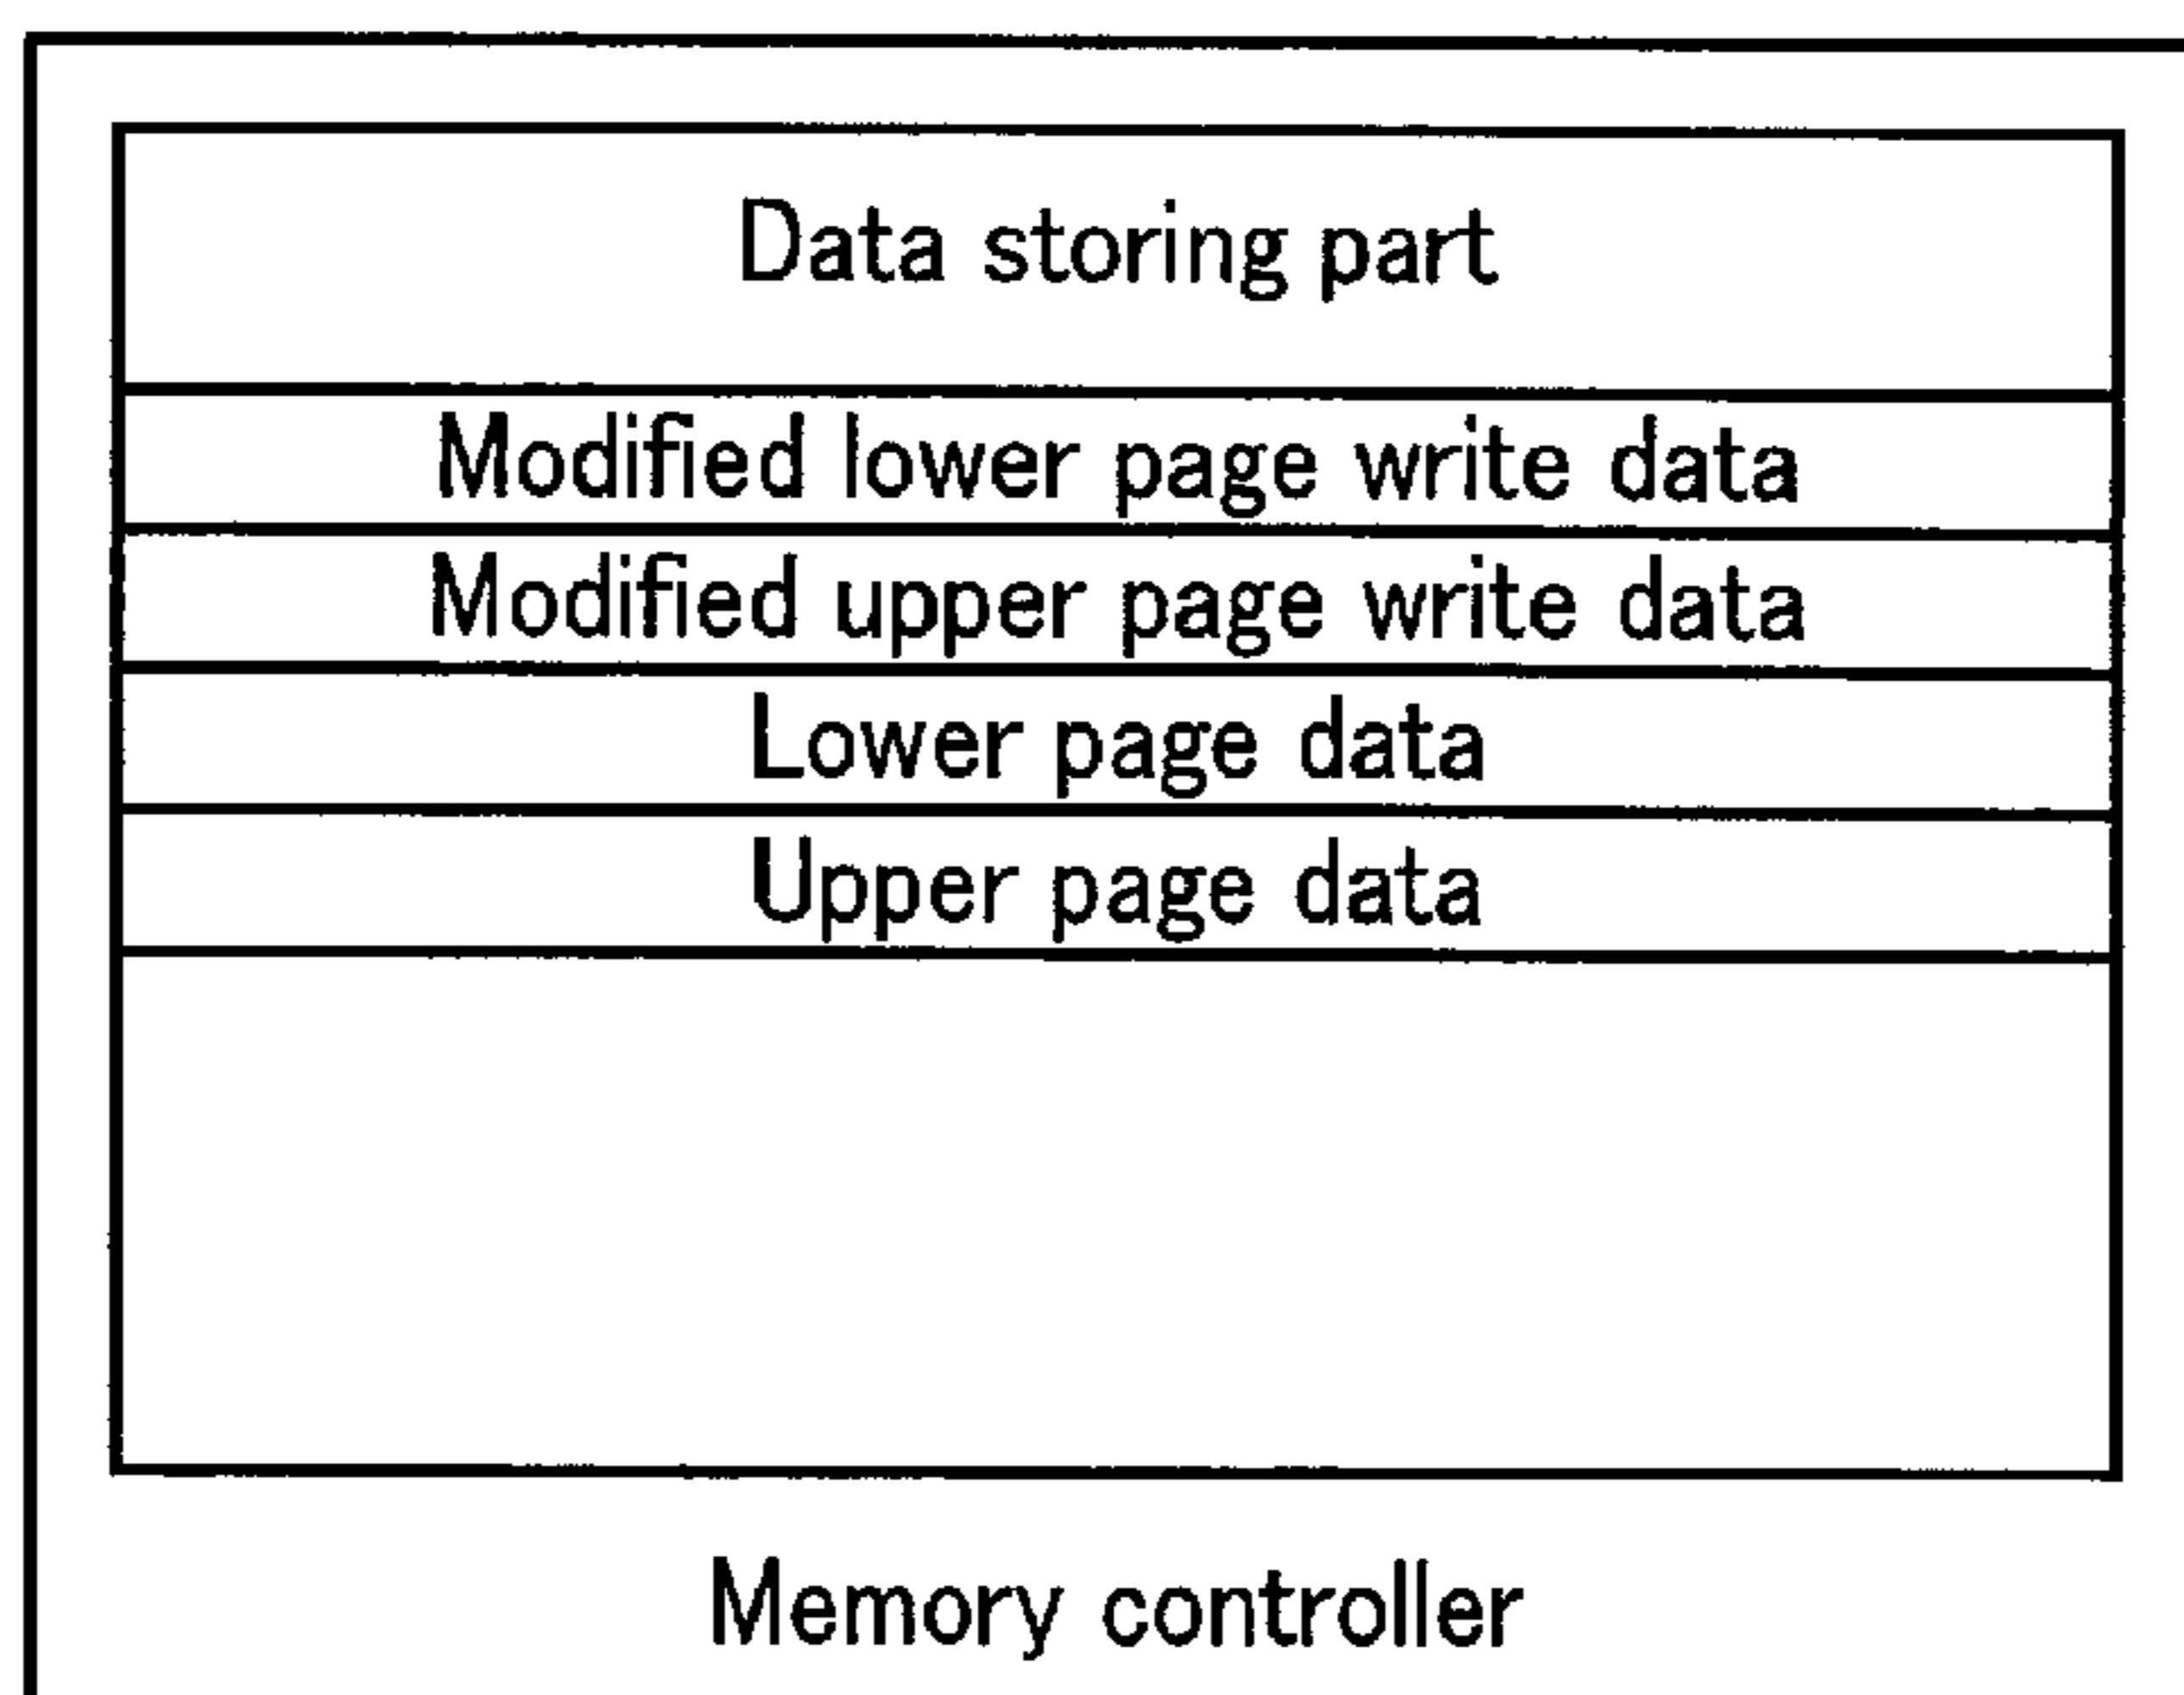 Data storing part
Modified lower page write data
Modified upper page write data
Lower page data
Upper page data
Memory controller